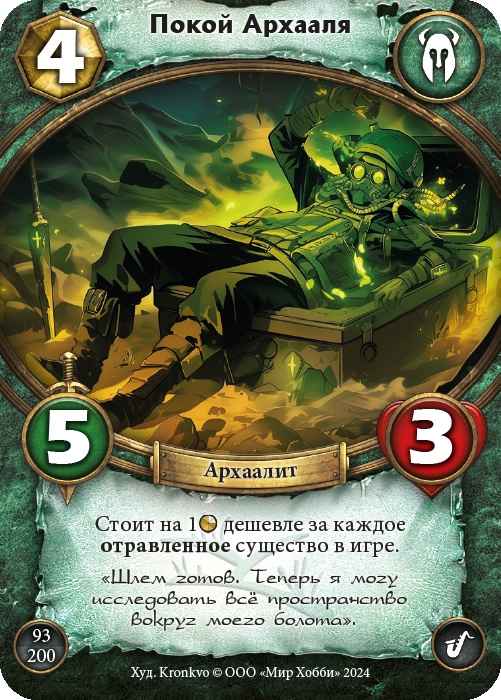 Покой Архааля
4
5
3
Архаалит
Стоит на 1 дешевле за каждое
отравленное существо в игре.
«Шлем готов. Теперь я могу
исследовать всё пространство
вокруг моего болота».
93
200
Худ. Kronkvo © ООО «Мир Хобби» 2024